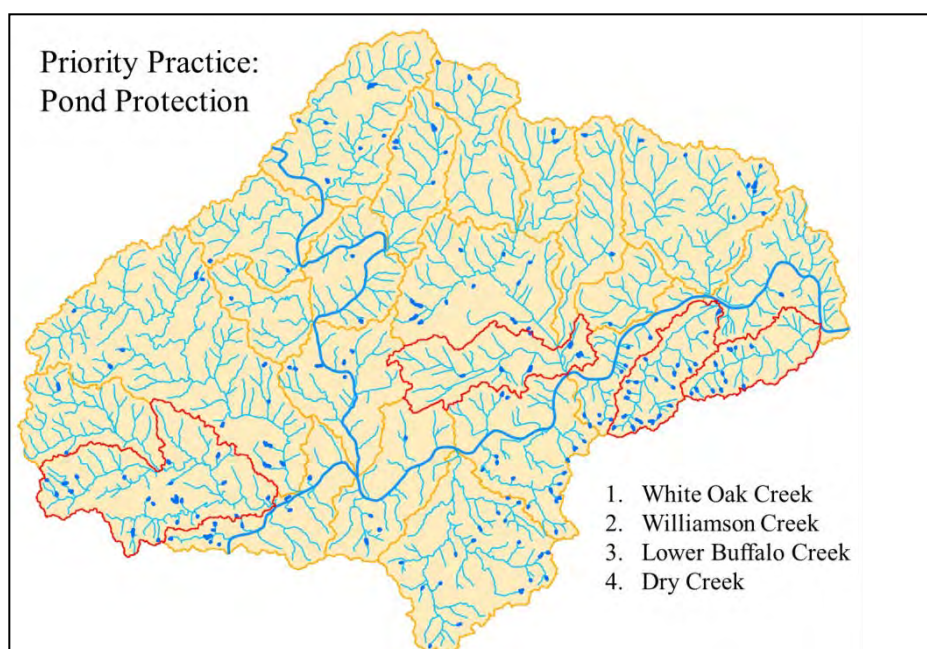 Priority Practice:
Pond Protection
1. White Oak Creek
2. Williamson Creek
3. Lower Buffalo Creek
4. Dry Creek